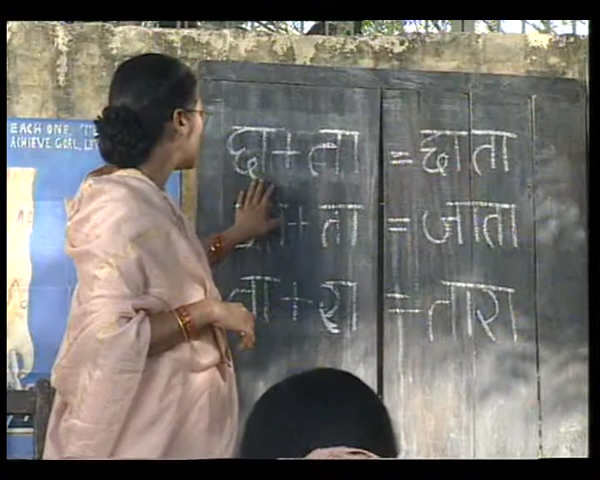 EACH ONE
ACHIEVE GOAL,
छा + ता = छाता
+ ता = जाता
ता + रा = तारा